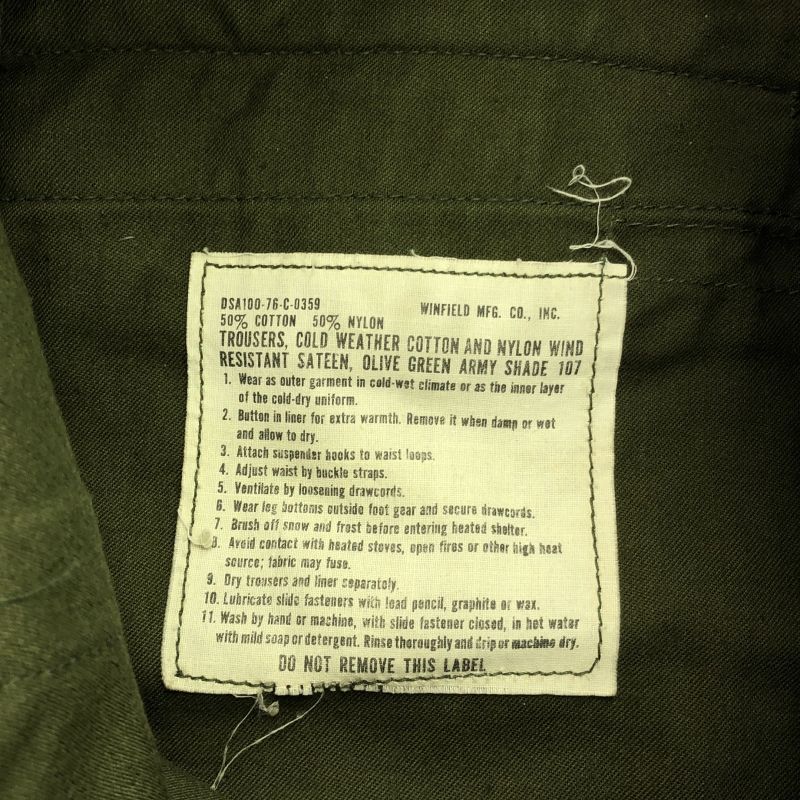 DSA100-76-C-0359
WINFIELD MFG. CO., INC.
50% COTTON 50% NYLON
TROUSERS, COLD WEATHER COTTON AND NYLON WIND
RESISTANT SATEEN, OLIVE GREEN ARMY SHADE 107
1. Wear as outer garment in cold-wet climate or as the inner layer
of the cold-dry uniform.
2. Button in liner for extra warmth. Remove it when damp or wet
and allow to dry.
3. Attach suspender hooks to waist loops.
4. Adjust waist by buckle straps.
5. Ventilate by loosening drawcords.
6. Wear leg bottoms outside foot gear and secure drawcords.
7. Brush off snow and frost before entering heated shelter.
8. Avoid contact with heated stoves, open fires or other high heat
source; fabric may fuse.
9. Dry trousers and liner separately.
10. Lubricate slide fasteners with lead pencil, graphite or wax.
11. Wash by hand or machine, with slide fastener closed, in hot water
with mild soap or detergent. Rinse thoroughly and drip or machine dry.
DO NOT REMOVE THIS LABEL